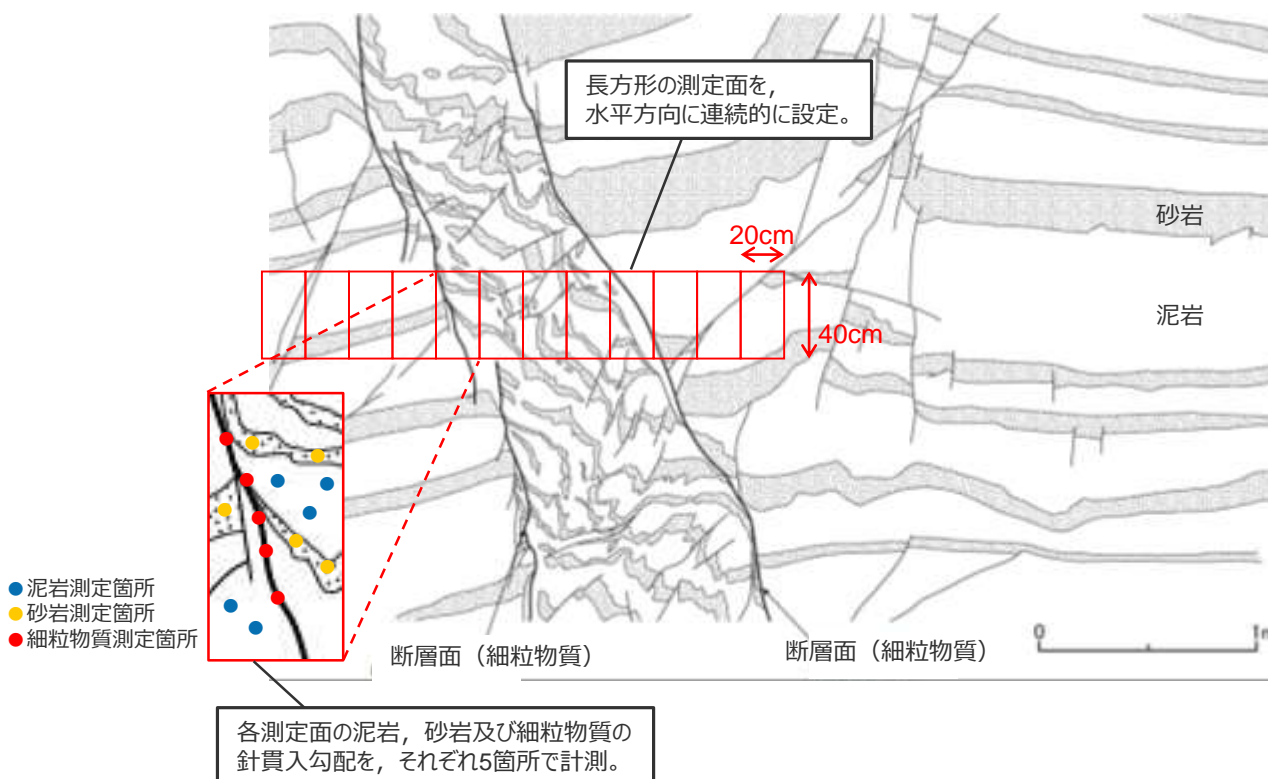 長方形の測定面を，
水平方向に連続的に設定。
砂岩
20cm
泥岩
40cm
●泥岩測定箇所
●砂岩測定箇所
●細粒物質測定箇所
断層面（細粒物質）
断層面（細粒物質）
0
1m
各測定面の泥岩，砂岩及び細粒物質の
針貫入勾配を，それぞれ5箇所で計測。